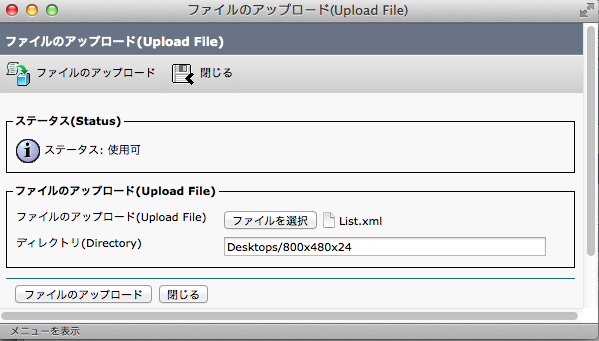 ファイルのアップロード(Upload File)
ファイルのアップロード(Upload File)
ファイルのアップロード 閉じる
ステータス(Status)
ステータス: 使用可
ファイルのアップロード(Upload File)
ファイルのアップロード(Upload File) ファイルを選択 List.xml
ディレクトリ(Directory) Desktops/800x480x24
ファイルのアップロード 閉じる
メニューを表示